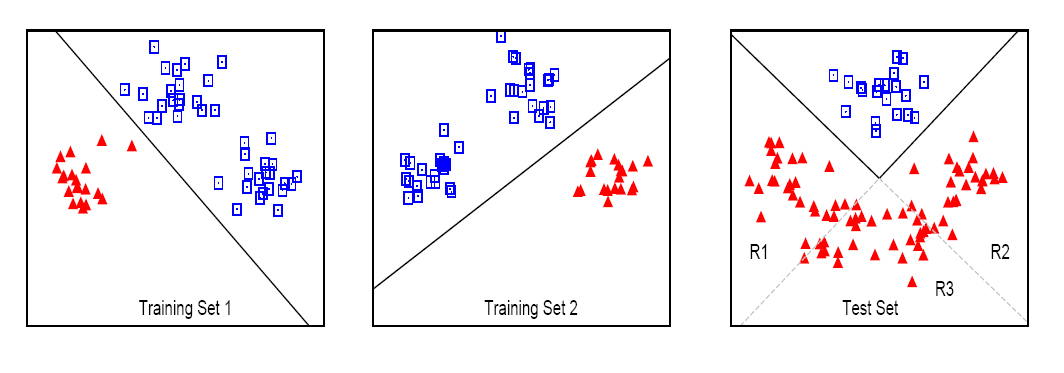 R1
R2
R3
Training Set 1
Training Set 2
Test Set